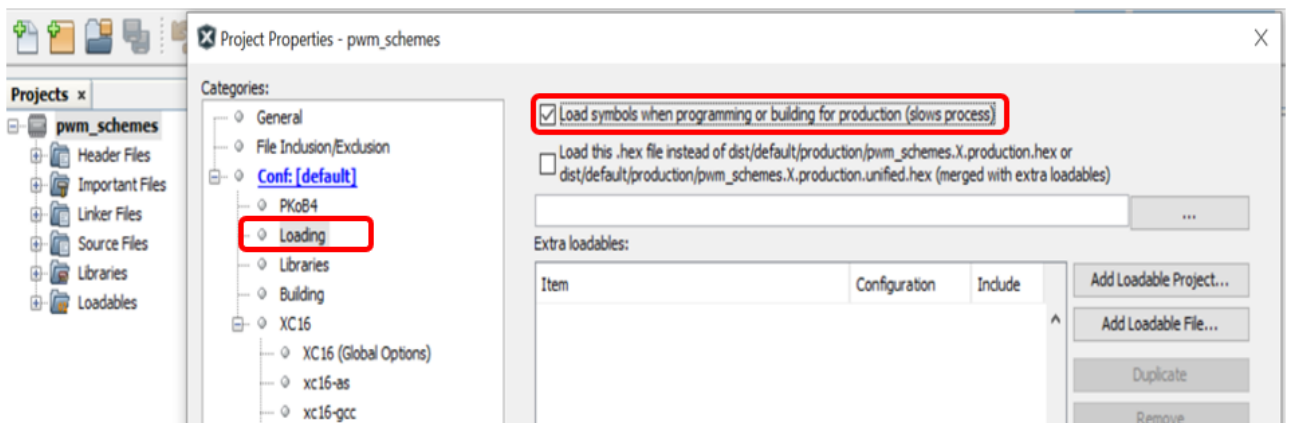 Project Properties - pwm_schemes
X
Projects ×
pwm_schemes
Header Files
Important Files
Linker Files
Source Files
Libraries
Loadables
Categories:
General
File Inclusion/Exclusion
Conf: [default]
PKoB4
Loading
Libraries
Building
XC16
XC16 (Global Options)
xc16-as
xc16-gcc
Load symbols when programming or building for production (slows process)
Load this .hex file instead of dist/default/production/pwm_schemes.X.production.hex or
dist/default/production/pwm_schemes.X.production.unified.hex (merged with extra loadables)
...
Extra loadables:
Item Configuration Include
Add Loadable Project...
Add Loadable File...
Duplicate
Remove